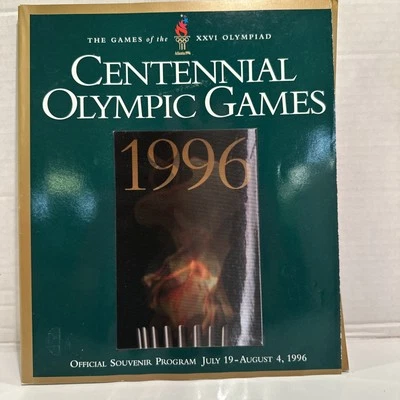 THE GAMES of the XXVI OLYMPIAD
CENTENNIAL
OLYMPIC GAMES
1996
OFFICIAL SOUVENIR PROGRAM JULY 19-AUGUST 4, 1996